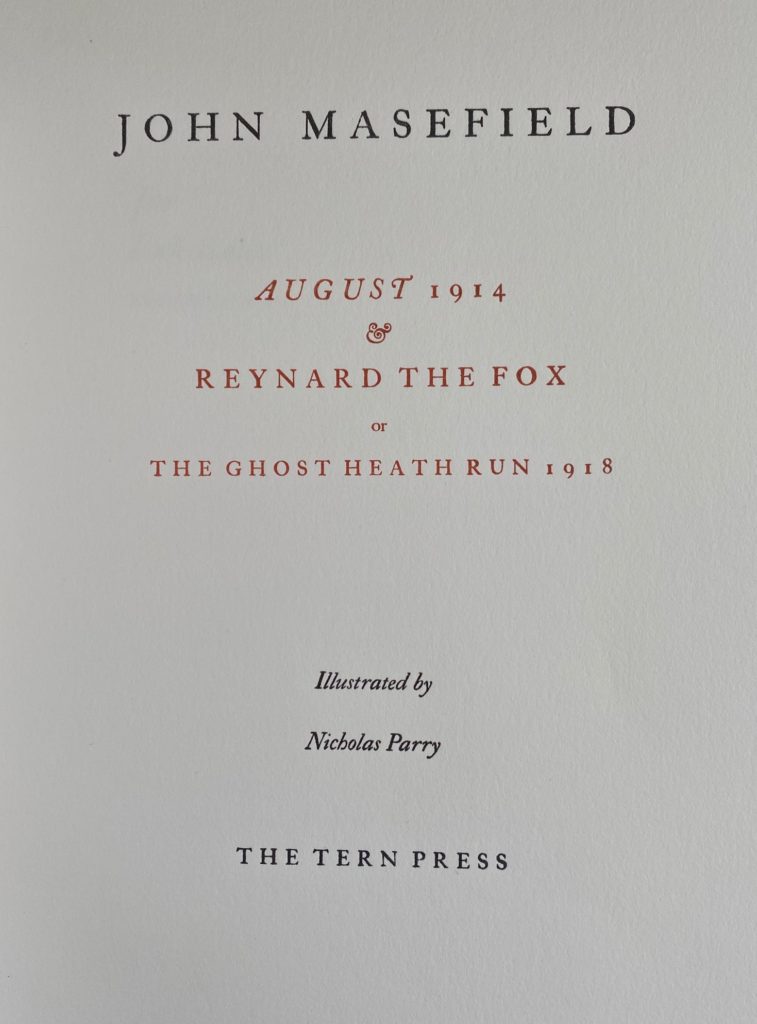 JOHN MASEFIELD
AUGUST 1914
&
REYNARD THE FOX
or
THE GHOST HEATH RUN 1918
Illustrated by
Nicholas Parry
THE TERN PRESS